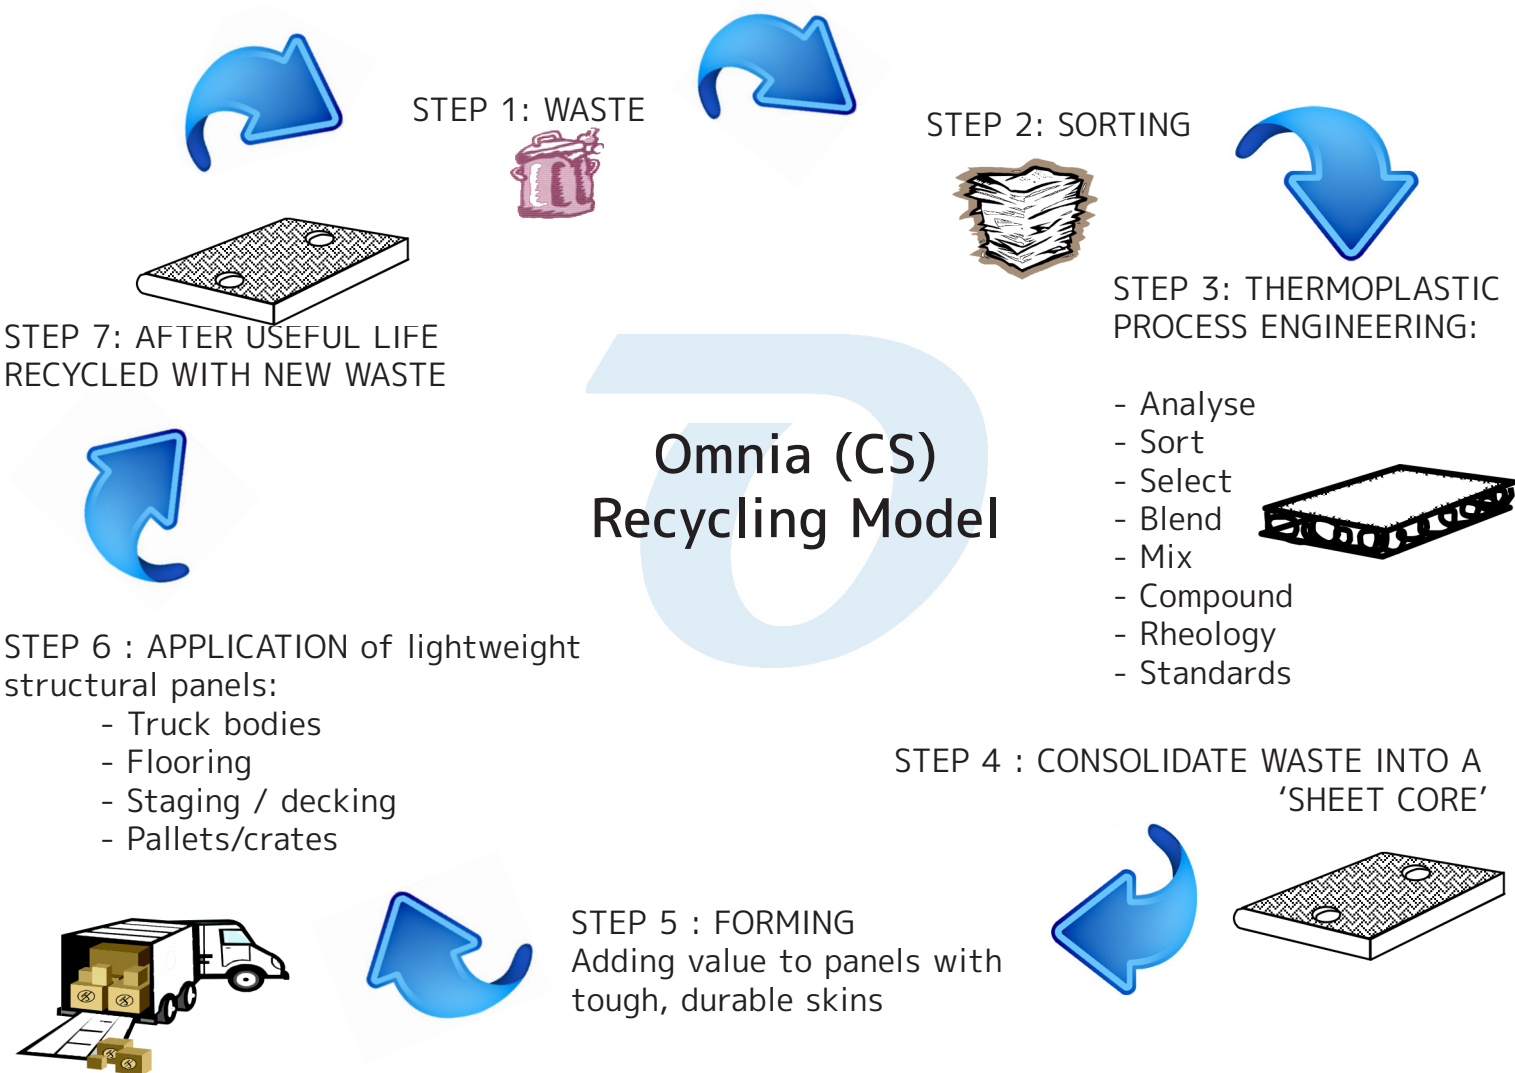 STEP 1: WASTE
STEP 2: SORTING
STEP 3: THERMOPLASTIC
PROCESS ENGINEERING:
- Analyse
- Sort
- Select
- Blend
- Mix
- Compound
- Rheology
- Standards
STEP 4 : CONSOLIDATE WASTE INTO A
‘SHEET CORE’
STEP 5 : FORMING
Adding value to panels with
tough, durable skins
STEP 6 : APPLICATION of lightweight
structural panels:
- Truck bodies
- Flooring
- Staging / decking
- Pallets/crates
STEP 7: AFTER USEFUL LIFE
RECYCLED WITH NEW WASTE
Omnia (CS)
Recycling Model